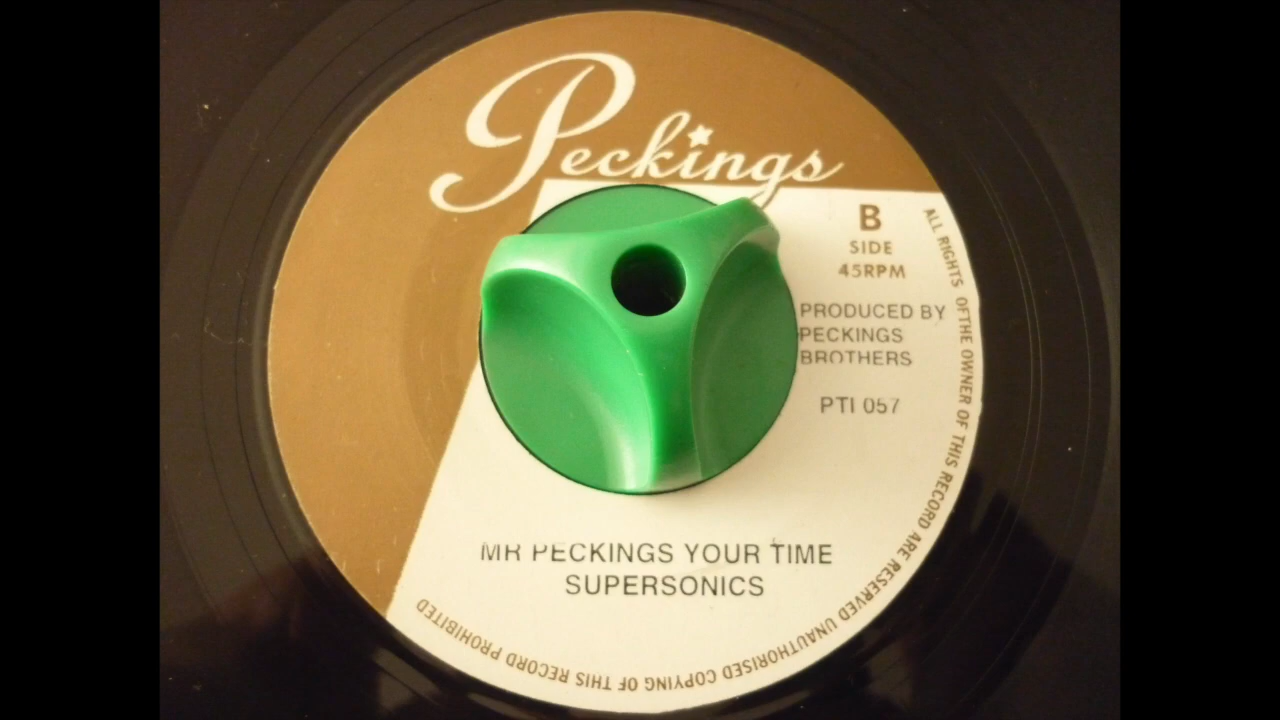 Peckings
B
SIDE
45RPM
PRODUCED BY
PECKINGS
BROTHERS
PTI 057
MR PECKINGS YOUR TIME
SUPERSONICS
ALL RIGHTS OFTHE OWNER OF THIS RECORD ARE RESERVED UNAUTHORISED COPYING OF THIS RECORD PROHIBITED